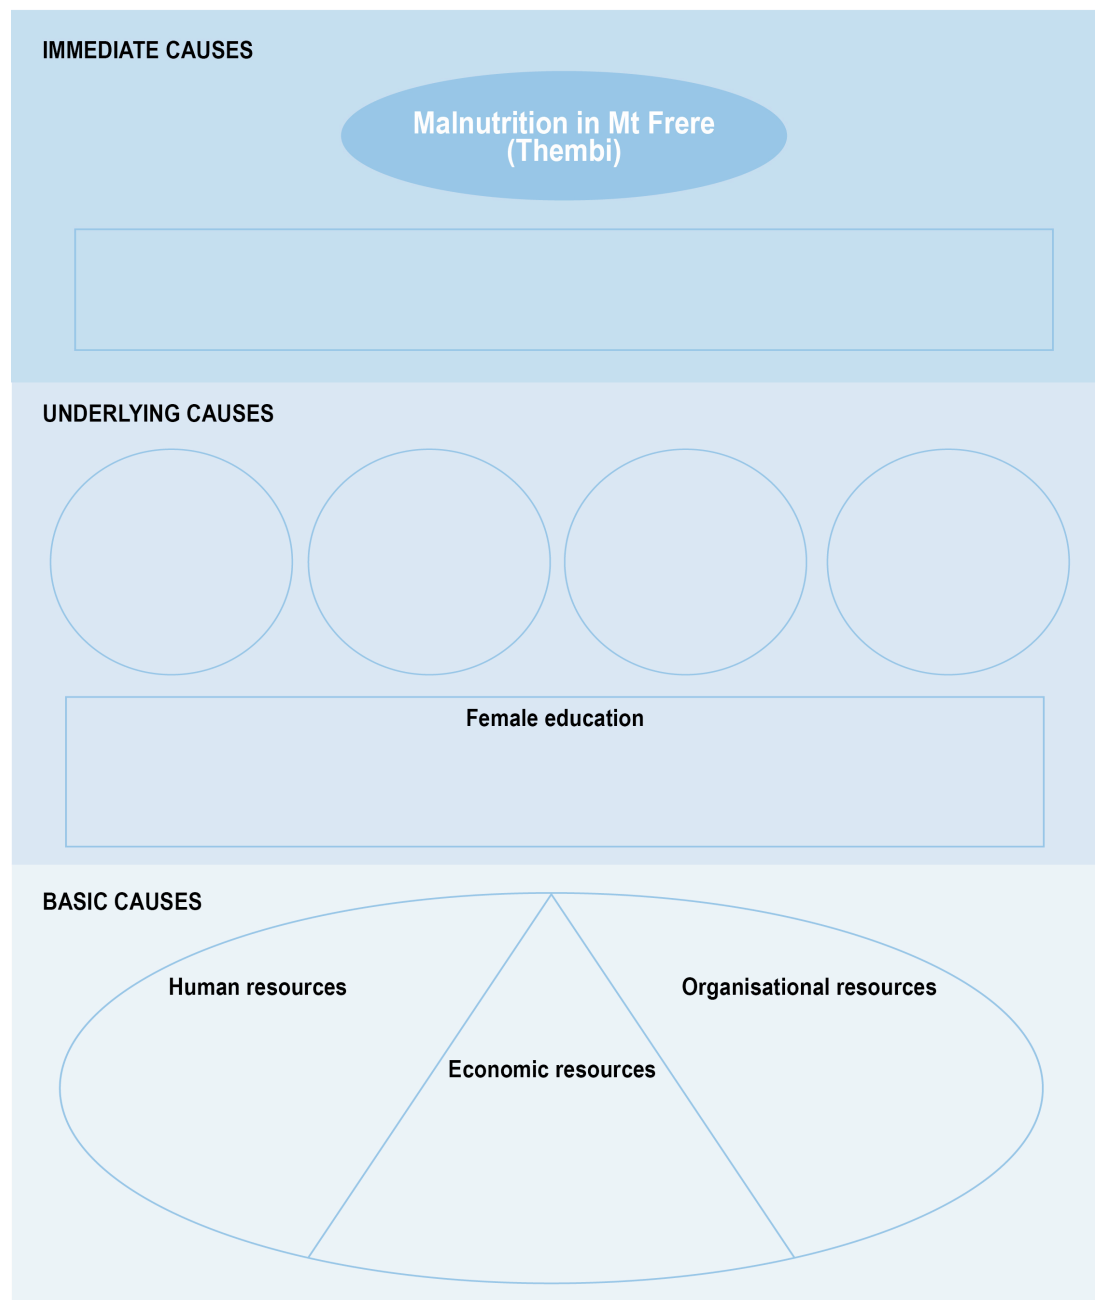 IMMEDIATE CAUSES
Malnutrition in Mt Frere
(Thembi)
UNDERLYING CAUSES
Female education
BASIC CAUSES
Human resources
Organisational resources
Economic resources